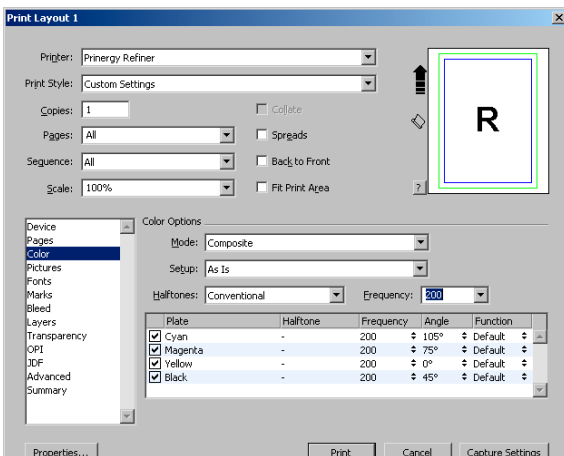 Print Layout 1
Printer: Prinergy Refiner
Print Style: Custom Settings
Copies: 1
Collate
Pages: All
Spreads
Sequence: All
Back to Front
Scale: 100%
Fit Print Area
?
R
Device
Pages
Color
Pictures
Fonts
Marks
Bleed
Layers
Transparency
OPI
JDF
Advanced
Summary
Color Options
Mode: Composite
Setup: As Is
Halftones: Conventional
Frequency: 200
Plate Halftone Frequency Angle Function
Cyan - 200 105° Default
Magenta - 200 75° Default
Yellow - 200 0° Default
Black - 200 45° Default
Properties... Print Cancel Capture Settings